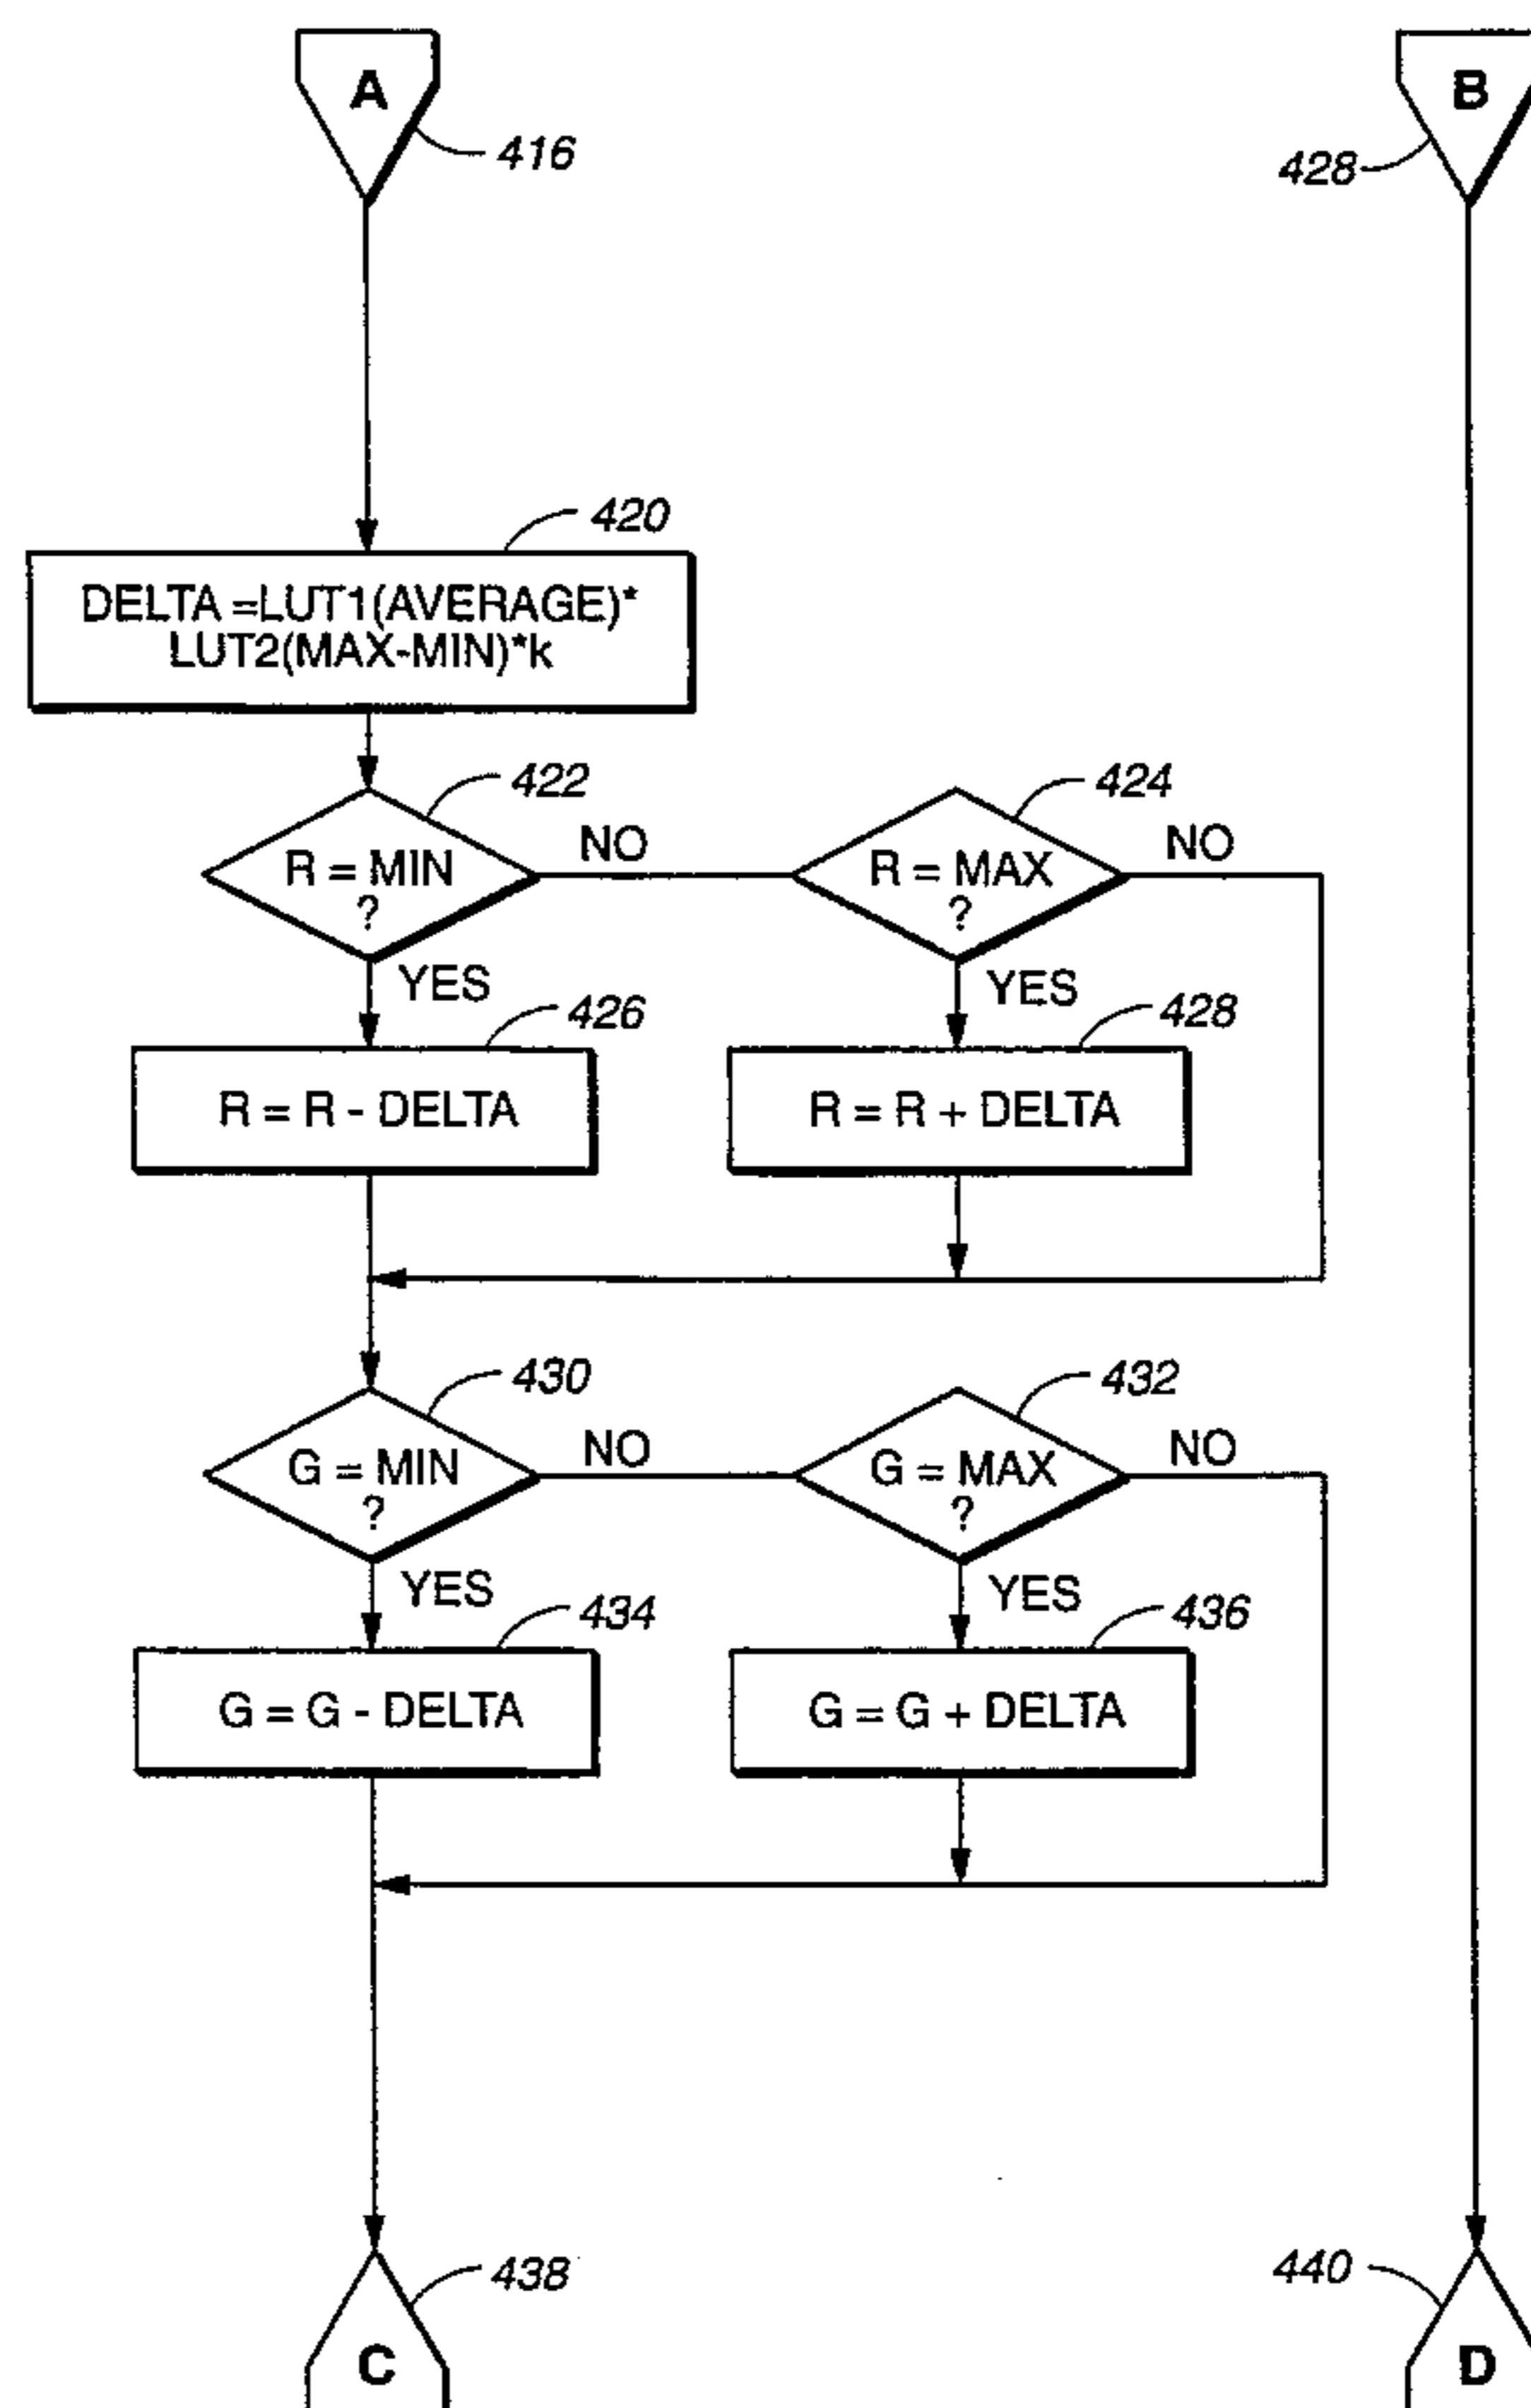 A
B
416
428
420
DELTA =LUT1(AVERAGE)*
LUT2(MAX-MIN)*k
422
424
R = MIN
?
NO
R = MAX
?
NO
YES
YES
426
428
R = R - DELTA
R = R + DELTA
430
432
G = MIN
?
NO
G = MAX
?
NO
YES
YES
434
436
G = G - DELTA
G = G + DELTA
438
440
C
D